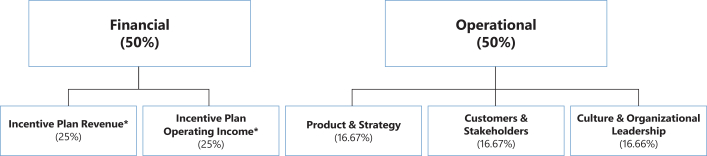 Financial
(50%)
Operational
(50%)
Incentive Plan Revenue*
(25%)
Incentive Plan
Operating Income*
(25%)
Product & Strategy
(16.67%)
Customers &
Stakeholders
(16.67%)
Culture & Organizational
Leadership
(16.66%)